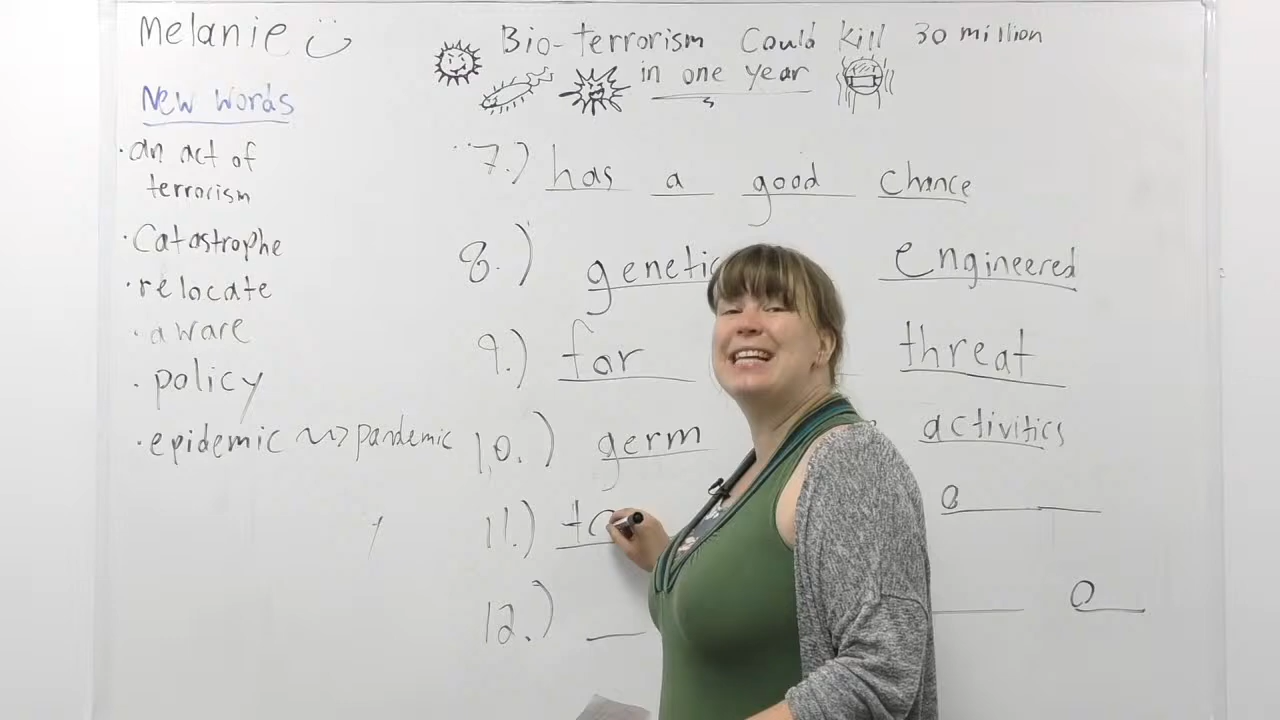 Melanie
Bio-terrorism Could kill 30 million
in one year
New words
• an act of
terrorism
• Catastrophe
• relocate
• aware
• policy
• epidemic ~> pandemic
7.) has a good chance
8.) genetic engineered
9.) far threat
10.) germ activities
11.)
12.)